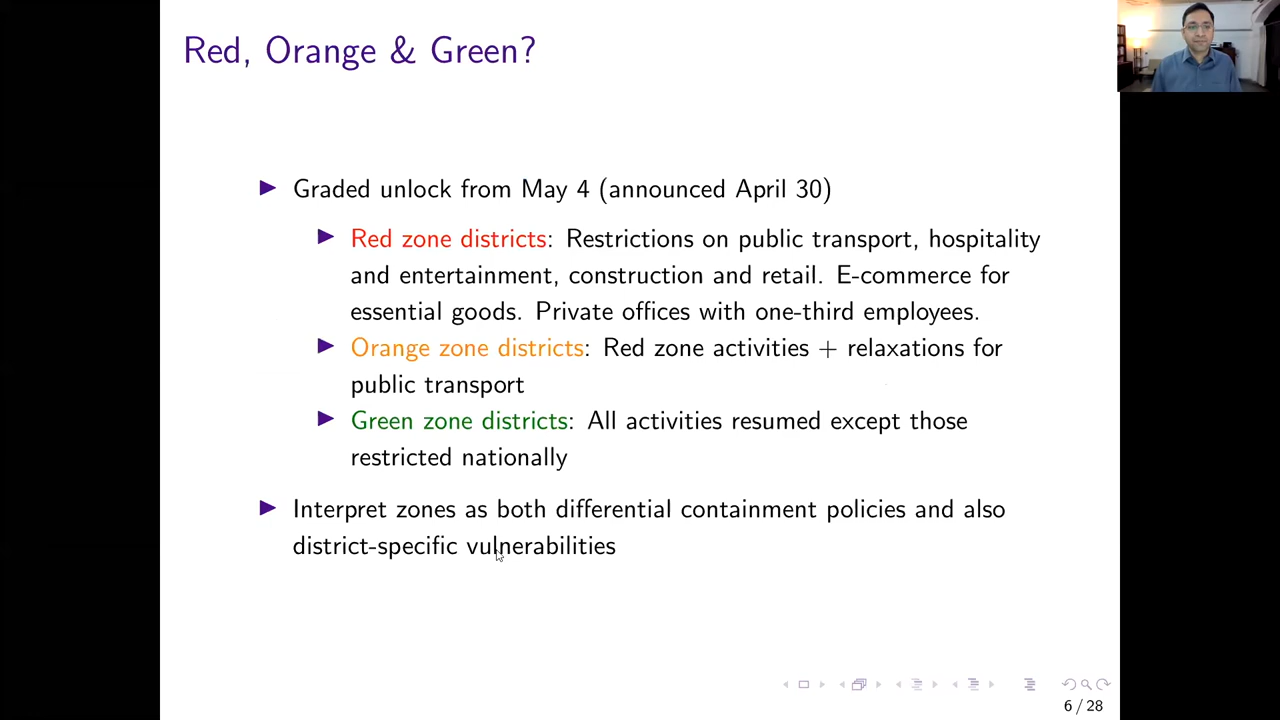 Red, Orange & Green?
Graded unlock from May 4 (announced April 30)
Red zone districts: Restrictions on public transport, hospitality
and entertainment, construction and retail. E-commerce for
essential goods. Private offices with one-third employees.
Orange zone districts: Red zone activities + relaxations for
public transport
Green zone districts: All activities resumed except those
restricted nationally
Interpret zones as both differential containment policies and also
district-specific vulnerabilities
6 / 28